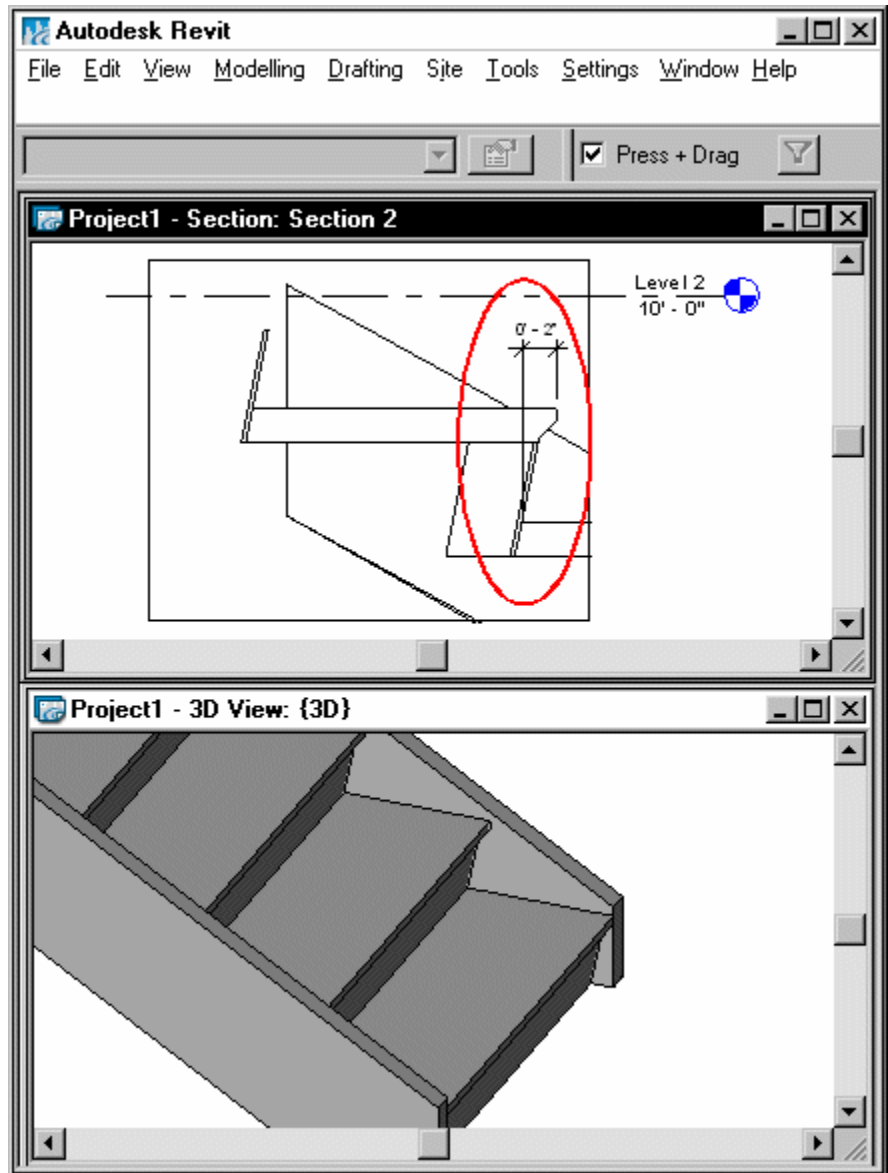 Autodesk Revit
File Edit View Modelling Drafting Site Tools Settings Window Help
Press + Drag
Project1 - Section: Section 2
Level 2
10' - 0"
0' - 2"
Project1 - 3D View: {3D}